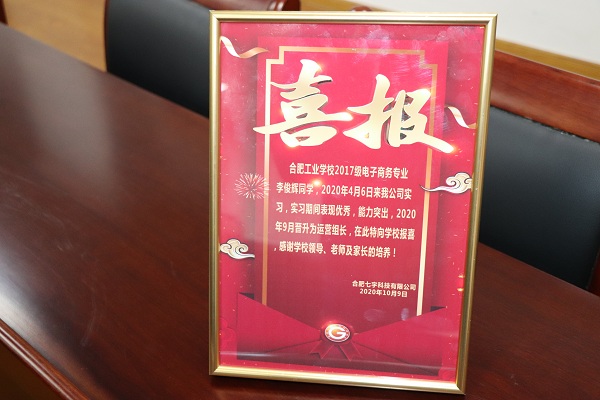 喜报
合肥工业学校2017级电子商务专业
李俊辉同学，2020年4月6日来我公司实
习，实习期间表现优秀，能力突出，2020
年9月晋升为运营组长，在此特向学校报喜
，感谢学校领导、老师及家长的培养！
合肥七宇科技有限公司
2020年10月9日